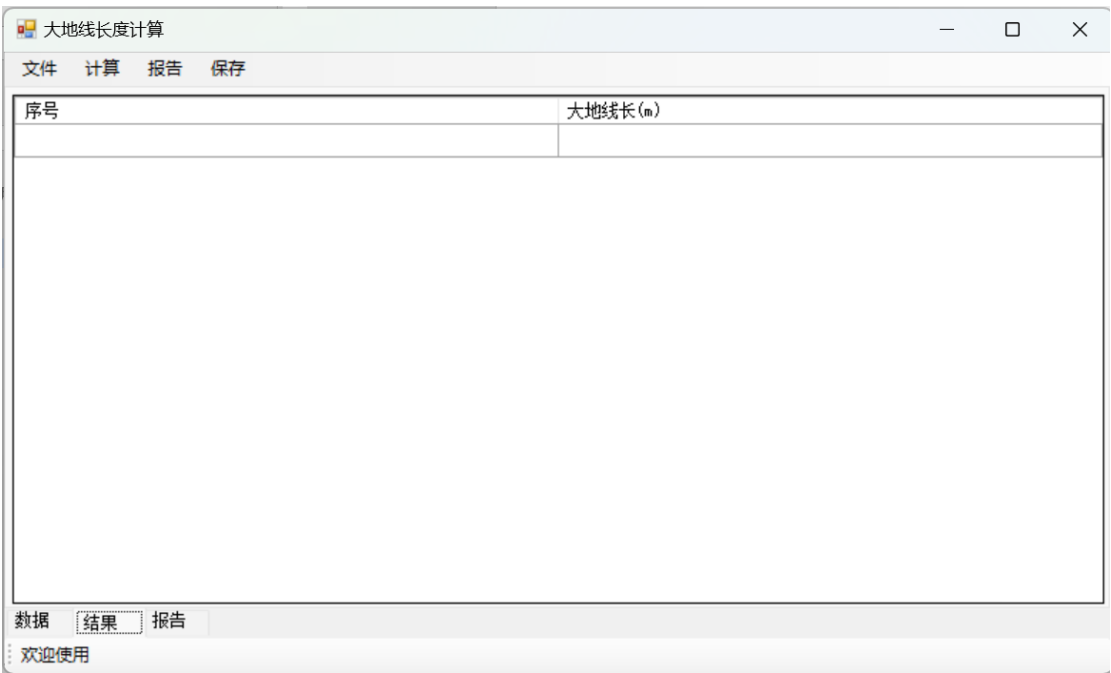 大地线长度计算
文件 计算 报告 保存
序号 大地线长(m)
数据 结果 报告
欢迎使用